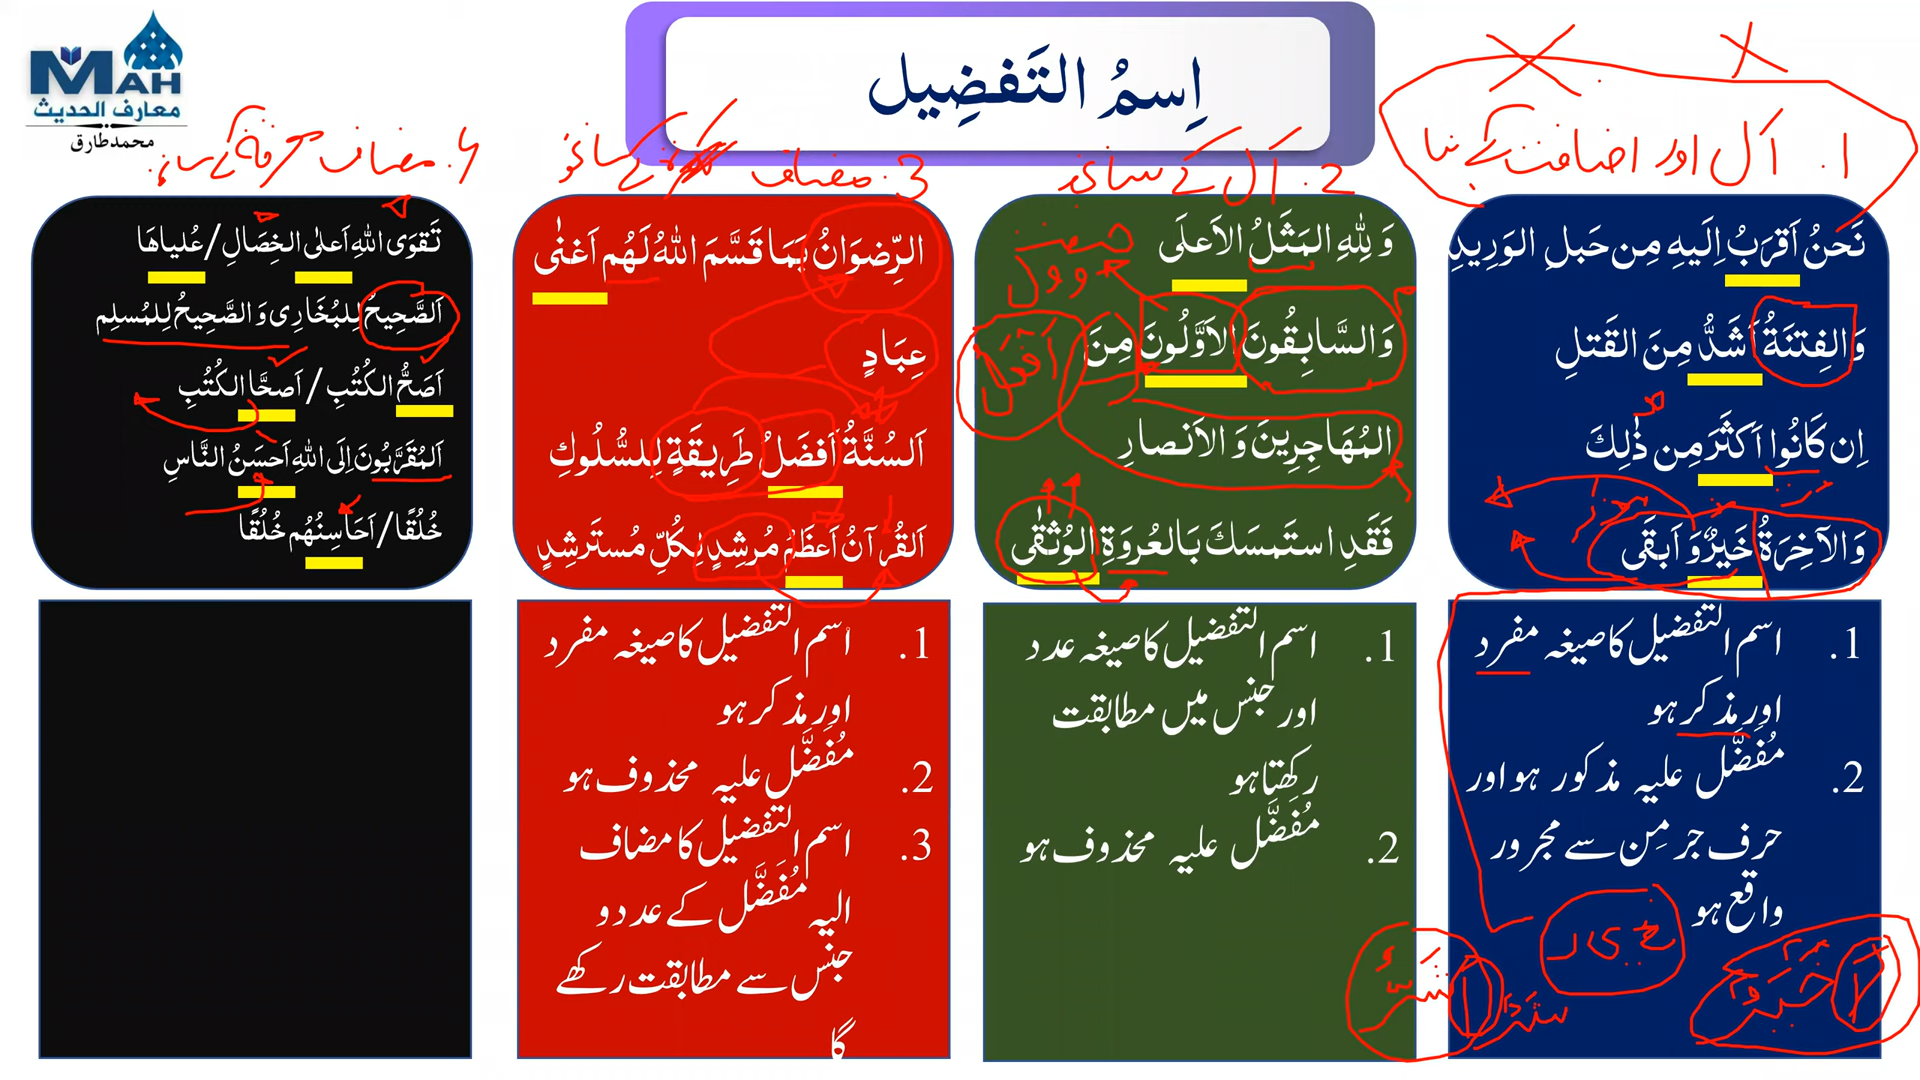 MAH
معارف الحدیث
محمد طارق
اِسمُ التَفضِیل
1. اَل اور اضافت کے بنا
2. اَل کے ساتھ
3. مضاف نکرہ کے ساتھ
4. مضاف معرفۃ کے ساتھ
نَحنُ اَقرَبُ اِلَیهِ مِن حَبلِ الوَرِیدِ
وَالفِتنَةُ اَشَدُّ مِنَ القَتلِ
اِن کَانُوا اَکثَرَ مِن ذٰلِكَ
وَالآخِرَةُ خَیرٌ وَ اَبقَی
وَ لِلّٰهِ المَثَلُ الاَعلَی
وَالسَّابِقُونَ الاَوَّلُونَ مِنَ
المُهَاجِرِینَ وَ الاَنصارِ
فَقَدِ استَمسَكَ بَالعُروَةِ الوُثقٰی
صفت
اَفْعَلُ
الرِّضوَانُ بِمَا قَسَّمَ اللّٰهُ لَهُم اَغنٰی
عِبَادٍ
اَلسُنَّةُ اَفضَلُ طَرِیقَةٍ لِلسُّلُوكِ
اَلقُرآنُ اَعظَمُ مُرشِدٍ لِکُلِّ مُستَرشِدٍ
تَقوَی اللّٰهِ اَعلٰی الخِصَالِ / عُلیاهَا
اَلصَّحِیحُ لِلبُخَارِی وَ الصَّحِیحُ لِلمُسلِم
اَصَحُّ الکُتُبِ / اَصَحَّا الکُتُبِ
اَلمُقَرَّبُونَ اِلَی اللّٰهِ اَحسَنُ النَّاسِ
خُلُقًا / اَحَاسِنُهُم خُلُقًا
1. اسم التفضیل کا صیغہ مفرد
اور مذکر ہو
2. مُفَضَّل علیہ مذکور ہو اور
حرف جر مِن سے مجرور
واقع ہو
خ ی ر
1. اسم التفضیل کا صیغہ عدد
اور جنس میں مطابقت
رکھتا ہو
2. مُفَضَّل علیہ محذوف ہو
1. اسم التفضیل کا صیغہ مفرد
اور مذکر ہو
2. مُفَضَّل علیہ محذوف ہو
3. اسم التفضیل کا مضاف
الیہ مُفَضَّل کے عدد و
جنس سے مطابقت رکھے
گا